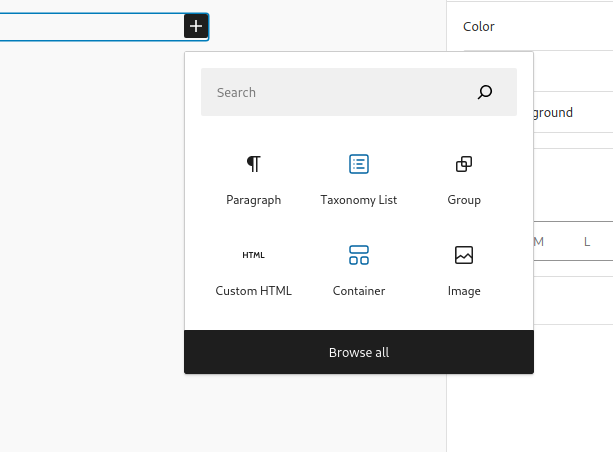 Color
Search
ground
Paragraph
Taxonomy List
Group
M
L
HTML
Custom HTML
Container
Image
Browse all